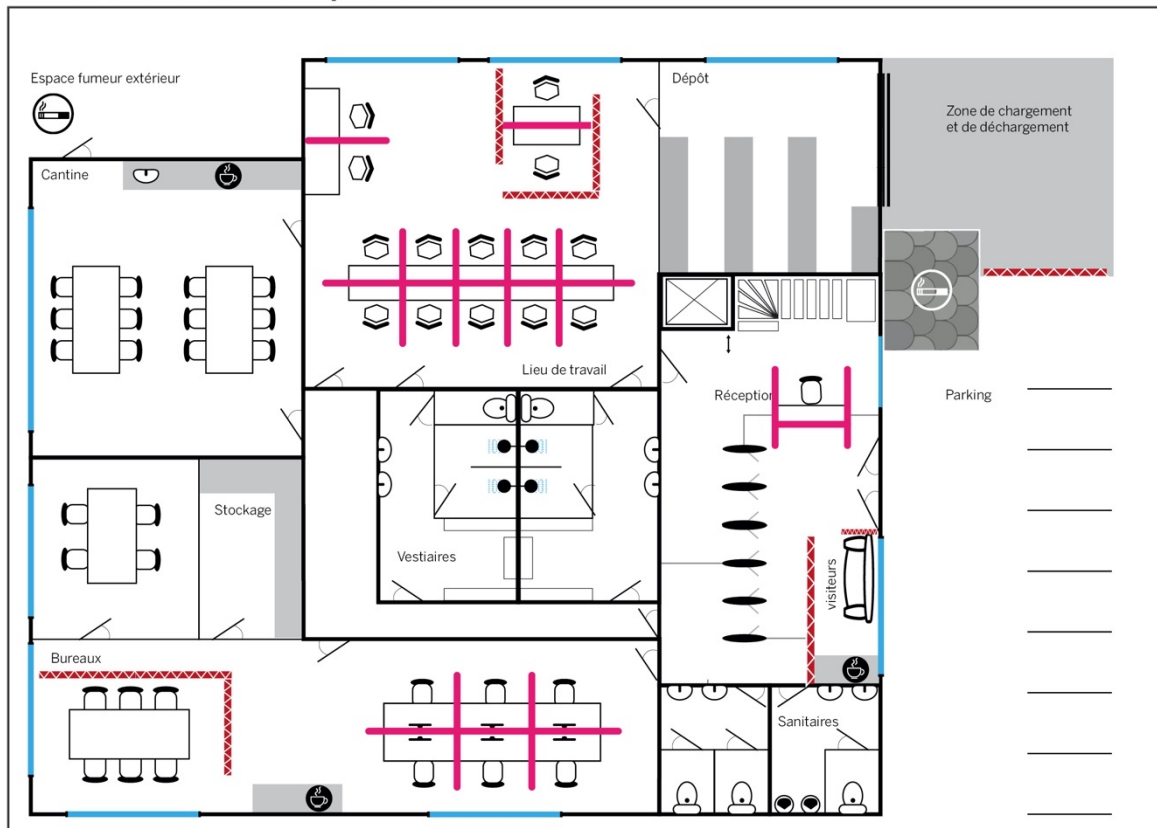 Espace fumeur extérieur
Dépôt
Zone de chargement
et de déchargement
Cantine
Lieu de travail
Réception
Parking
Stockage
Vestiaires
visiteurs
Bureaux
Sanitaires